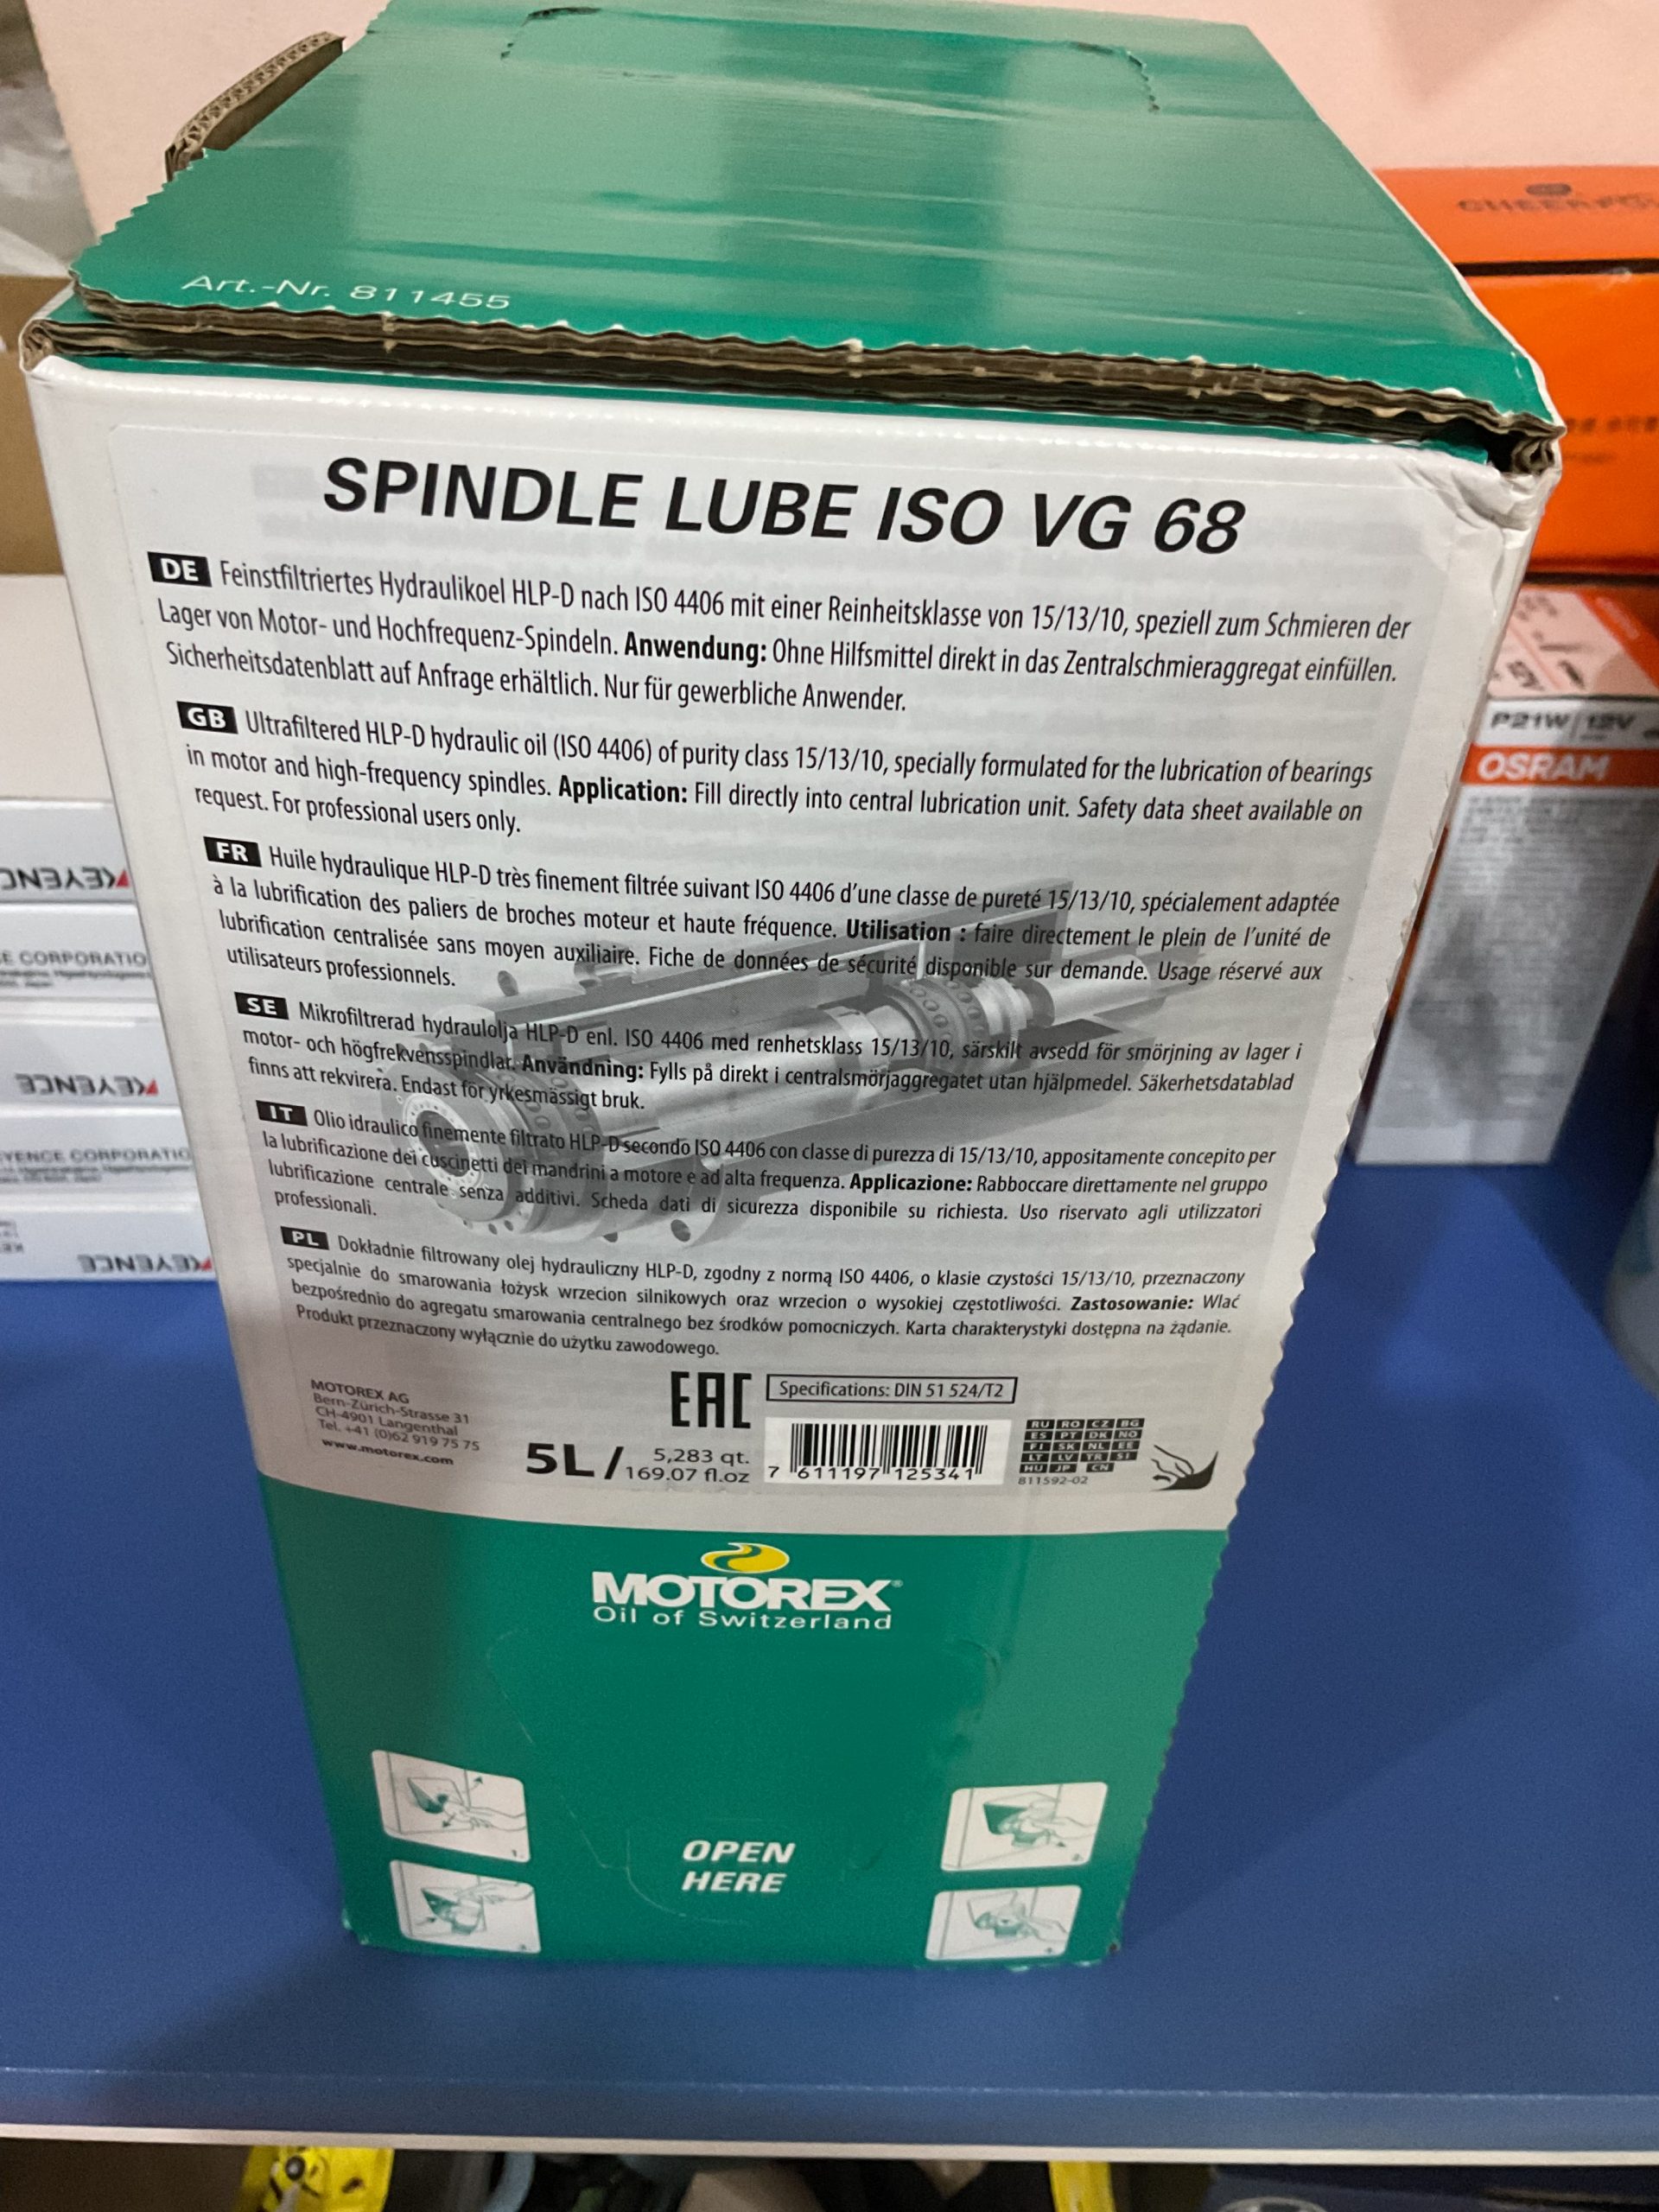 Art.-Nr. 811455
SPINDLE LUBE ISO VG 68
DE Feinstfiltriertes Hydraulikoel HLP-D nach ISO 4406 mit einer Reinheitsklasse von 15/13/10, speziell zum Schmieren der
Lager von Motor- und Hochfrequenz-Spindeln. Anwendung: Ohne Hilfsmittel direkt in das Zentralschmieraggregat einfüllen.
Sicherheitsdatenblatt auf Anfrage erhältlich. Nur für gewerbliche Anwender.
GB Ultrafiltered HLP-D hydraulic oil (ISO 4406) of purity class 15/13/10, specially formulated for the lubrication of bearings
in motor and high-frequency spindles. Application: Fill directly into central lubrication unit. Safety data sheet available on
request. For professional users only.
FR Huile hydraulique HLP-D très finement filtrée suivant ISO 4406 d'une classe de pureté 15/13/10, spécialement adaptée
à la lubrification des paliers de broches moteur et haute fréquence. Utilisation : faire directement le plein de l'unité de
lubrification centralisée sans moyen auxiliaire. Fiche de données de sécurité disponible sur demande. Usage réservé aux
utilisateurs professionnels.
SE Mikrofiltrerad hydraulolja HLP-D enl. ISO 4406 med renhetsklass 15/13/10, särskilt avsedd för smörjning av lager i
motor- och högfrekvensspindlar. Användning: Fylls på direkt i centralsmörjaggregatet utan hjälpmedel. Säkerhetsdatablad
finns att rekvirera. Endast för yrkesmässigt bruk.
IT Olio idraulico finemente filtrato HLP-D secondo ISO 4406 con classe di purezza di 15/13/10, appositamente concepito per
la lubrificazione dei cuscinetti dei mandrini a motore e ad alta frequenza. Applicazione: Rabboccare direttamente nel gruppo
lubrificazione centrale senza additivi. Scheda dati di sicurezza disponibile su richiesta. Uso riservato agli utilizzatori
professionali.
PL Dokładnie filtrowany olej hydrauliczny HLP-D, zgodny z normą ISO 4406, o klasie czystości 15/13/10, przeznaczony
specjalnie do smarowania łożysk wrzecion silnikowych oraz wrzecion o wysokiej częstotliwości. Zastosowanie: Wlać
bezpośrednio do agregatu smarowania centralnego bez środków pomocniczych. Karta charakterystyki dostępna na żądanie.
Produkt przeznaczony wyłącznie do użytku zawodowego.
MOTOREX AG
Bern-Zürich-Strasse 31
CH-4901 Langenthal
Tel. +41 (0)62 919 75 75
www.motorex.com
EAC
Specifications: DIN 51 524/T2
5L / 5,283 qt.
169.07 fl.oz
7 611197 125341
RU RO CZ BG
ES PT DK NO
FI SK NL EE
LT LV TR SI
HU JP CN
811592-02
MOTOREX®
Oil of Switzerland
OPEN
HERE
P21W 12V
OSRAM
KEYENCE
E CORPORATIO
KEYENCE
YENCE CORPORATIO
KEYENCE